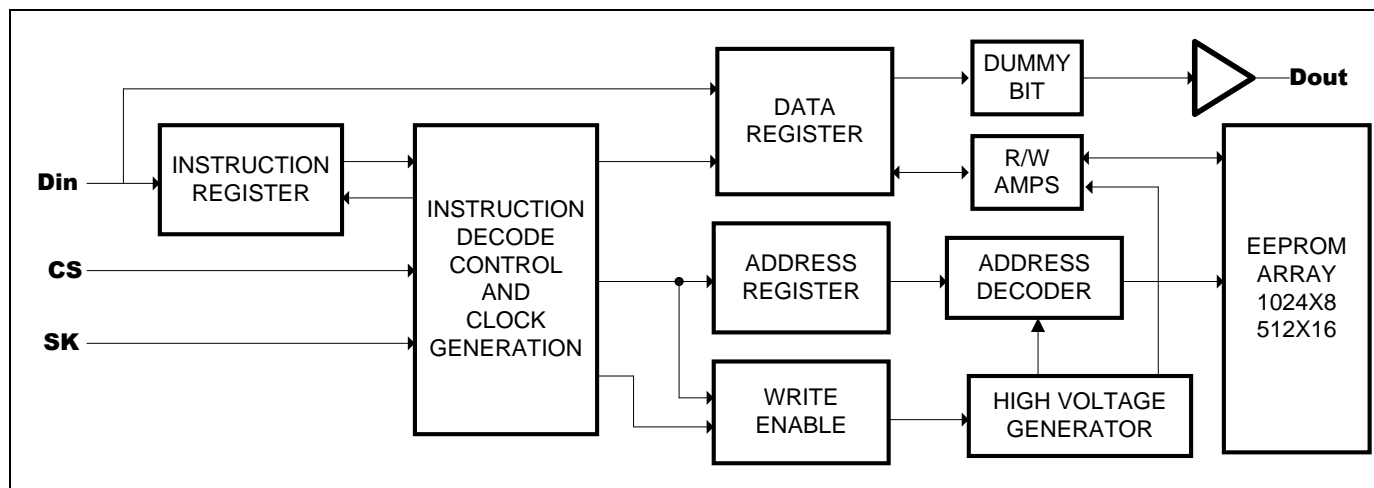 DUMMY
BIT
Dout
DATA
REGISTER
Din
INSTRUCTION
REGISTER
R/W
AMPS
INSTRUCTION
DECODE
CONTROL
AND
CLOCK
GENERATION
CS
SK
ADDRESS
REGISTER
ADDRESS
DECODER
EEPROM
ARRAY
1024X8
512X16
WRITE
ENABLE
HIGH VOLTAGE
GENERATOR